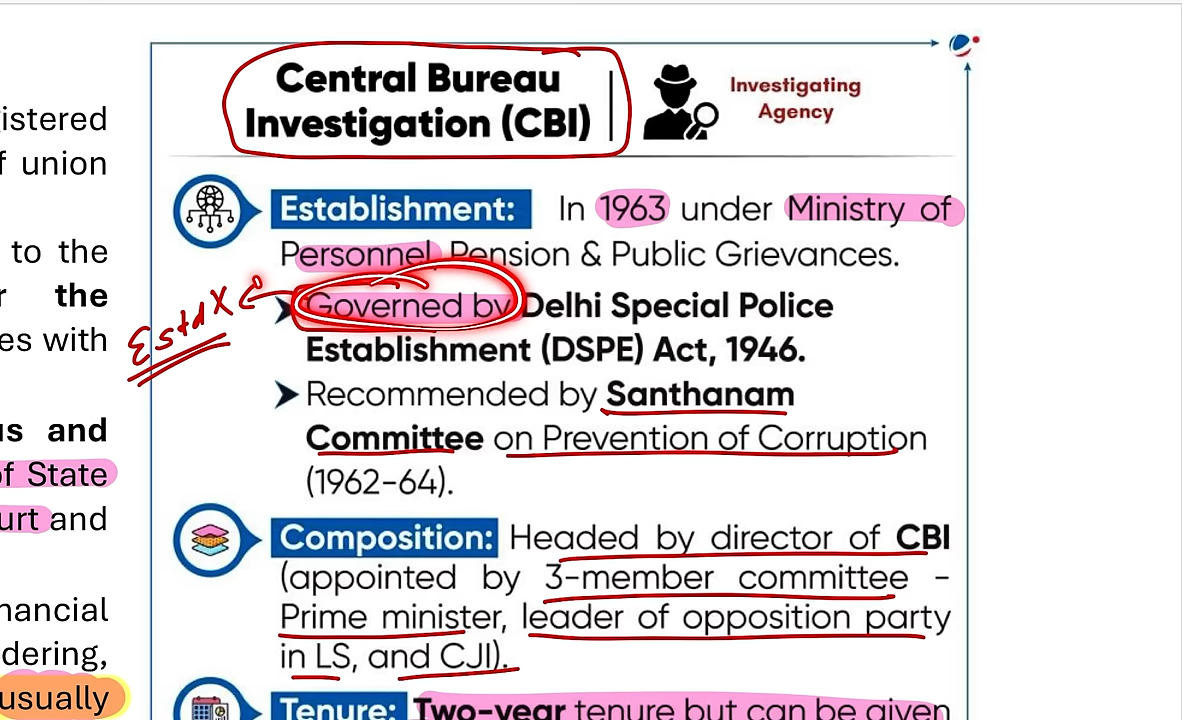 istered
f union
to the
r the
es with
us and
of State
urt and
nancial
dering,
usually
Central Bureau
Investigation (CBI)
Investigating
Agency
Establishment: In 1963 under Ministry of
Personnel, Pension & Public Grievances.
Governed by Delhi Special Police
Establishment (DSPE) Act, 1946.
Estd X
Recommended by Santhanam
Committee on Prevention of Corruption
(1962-64).
Composition: Headed by director of CBI
(appointed by 3-member committee -
Prime minister, leader of opposition party
in LS, and CJI).
Tenure: Two-year tenure but can be given